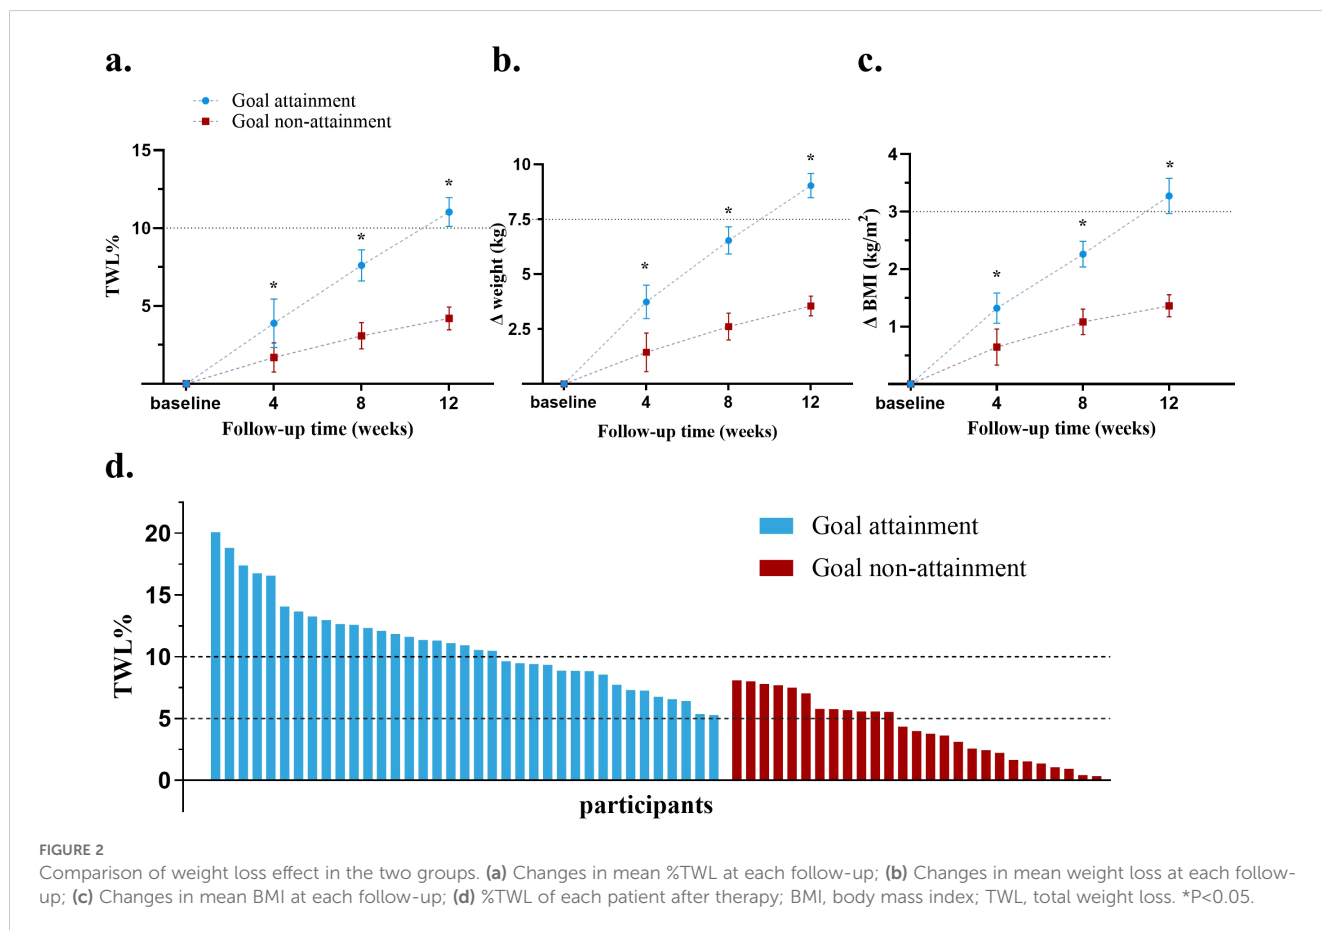 a.
b.
c.
Goal attainment
Goal non-attainment
15
10
5
TWL%
*
*
*
baseline
4
8
12
Follow-up time (weeks)
10
7.5
5
2.5
Δ weight (kg)
*
*
*
baseline
4
8
12
Follow-up time (weeks)
4
3
2
1
Δ BMI (kg/m²)
*
*
*
baseline
4
8
12
Follow-up time (weeks)
d.
Goal attainment
Goal non-attainment
20
15
10
5
0
TWL%
participants
FIGURE 2
Comparison of weight loss effect in the two groups. (a) Changes in mean %TWL at each follow-up; (b) Changes in mean weight loss at each follow-
up; (c) Changes in mean BMI at each follow-up; (d) %TWL of each patient after therapy; BMI, body mass index; TWL, total weight loss. *P<0.05.